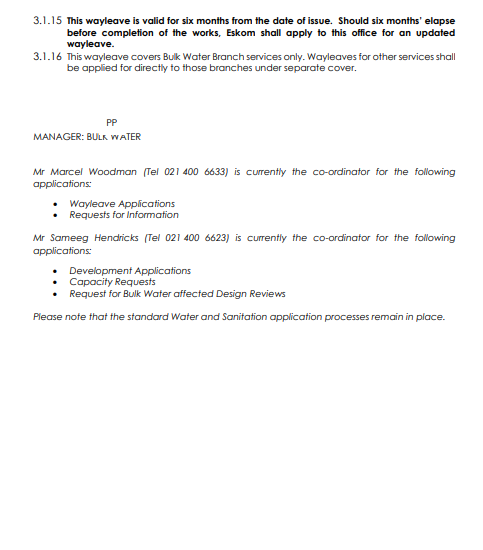 3.1.15 This wayleave is valid for six months from the date of issue. Should six months' elapse
before completion of the works, Eskom shall apply to this office for an updated
wayleave.
3.1.16 This wayleave covers Bulk Water Branch services only. Wayleaves for other services shall
be applied for directly to those branches under separate cover.
PP
MANAGER: BULK WATER
Mr Marcel Woodman (Tel 021 400 6633) is currently the co-ordinator for the following
applications:
• Wayleave Applications
• Requests for Information
Mr Sameeg Hendricks (Tel 021 400 6623) is currently the co-ordinator for the following
applications:
• Development Applications
• Capacity Requests
• Request for Bulk Water affected Design Reviews
Please note that the standard Water and Sanitation application processes remain in place.